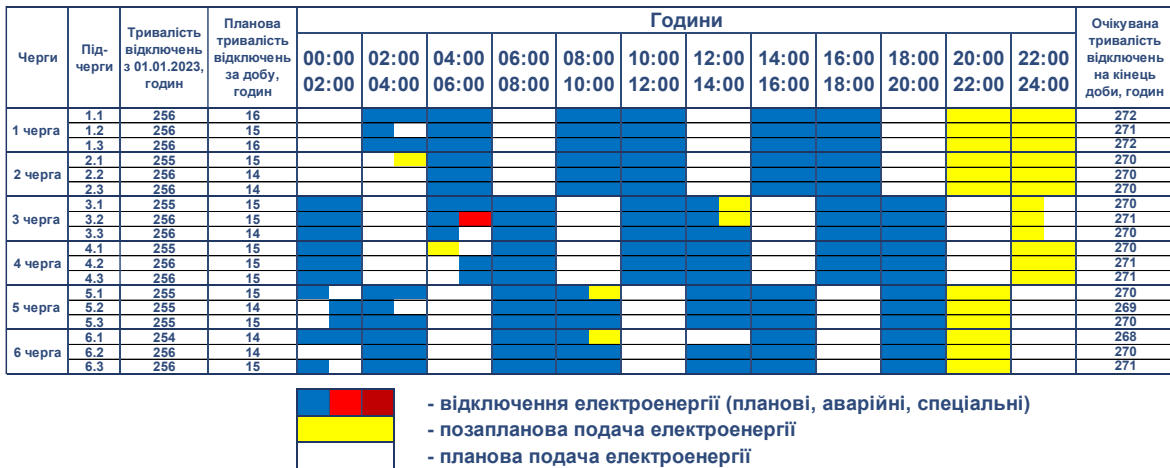 Черги
Під-
черги
Тривалість
відключень
з 01.01.2023,
годин
Планова
тривалість
відключень
за добу,
годин
Години
Очікувана
тривалість
відключень
на кінець
доби, годин
00:00 02:00 04:00 06:00 08:00 10:00 12:00 14:00 16:00 18:00 20:00 22:00
02:00 04:00 06:00 08:00 10:00 12:00 14:00 16:00 18:00 20:00 22:00 24:00
1 черга
1.1 256 16 272
1.2 256 15 271
1.3 256 16 272
2 черга
2.1 255 15 270
2.2 256 14 270
2.3 256 14 270
3 черга
3.1 255 15 270
3.2 256 15 271
3.3 256 14 270
4 черга
4.1 255 15 270
4.2 256 15 271
4.3 256 15 271
5 черга
5.1 255 15 270
5.2 255 14 269
5.3 255 15 270
6 черга
6.1 254 14 268
6.2 256 14 270
6.3 256 15 271
- відключення електроенергії (планові, аварійні, спеціальні)
- позапланова подача електроенергії
- планова подача електроенергії